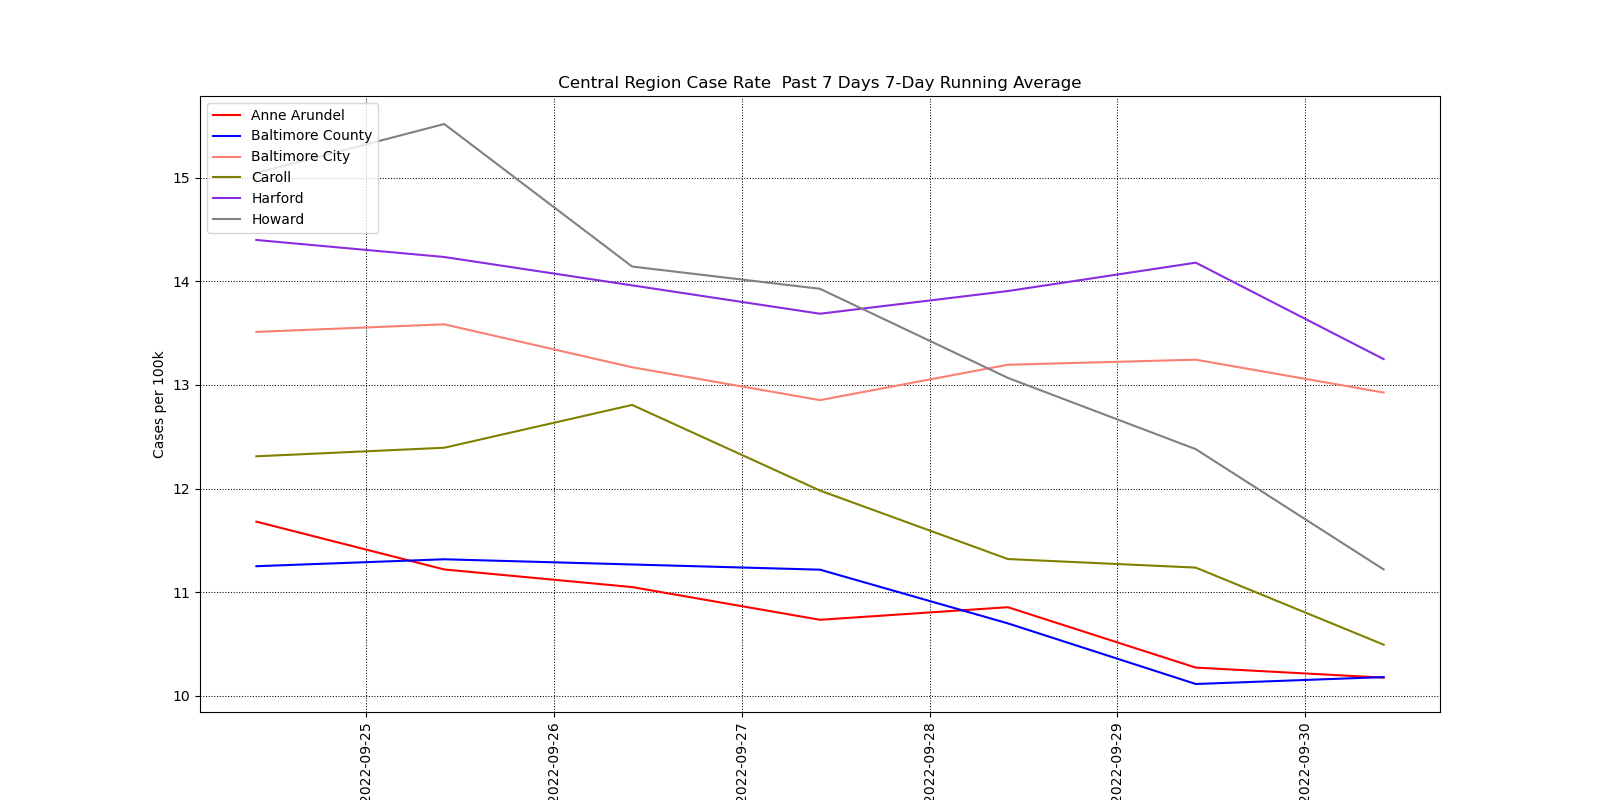 Central Region Case Rate  Past 7 Days 7-Day Running Average
Anne Arundel
Baltimore County
Baltimore City
Caroll
Harford
Howard
Cases per 100k
15
14
13
12
11
10
2022-09-25
2022-09-26
2022-09-27
2022-09-28
2022-09-29
2022-09-30